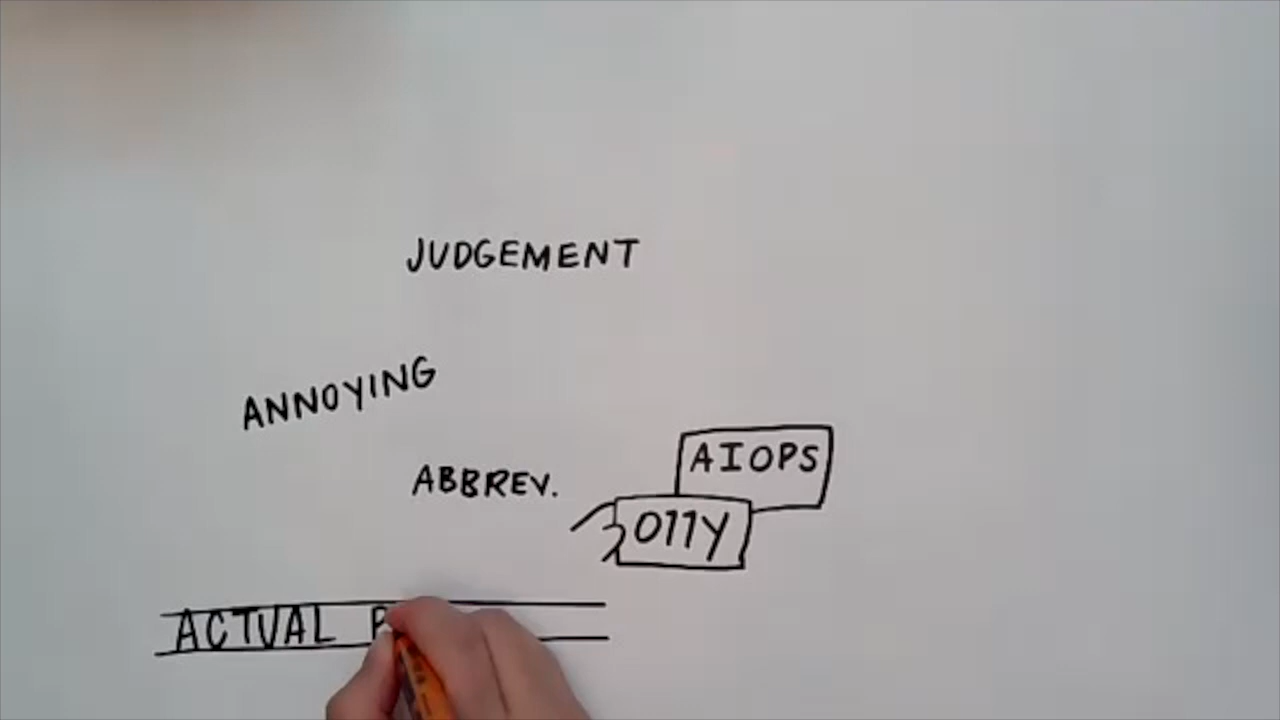 JUDGEMENT
ANNOYING
AIOPS
ABBREV.
O11Y
ACTUAL